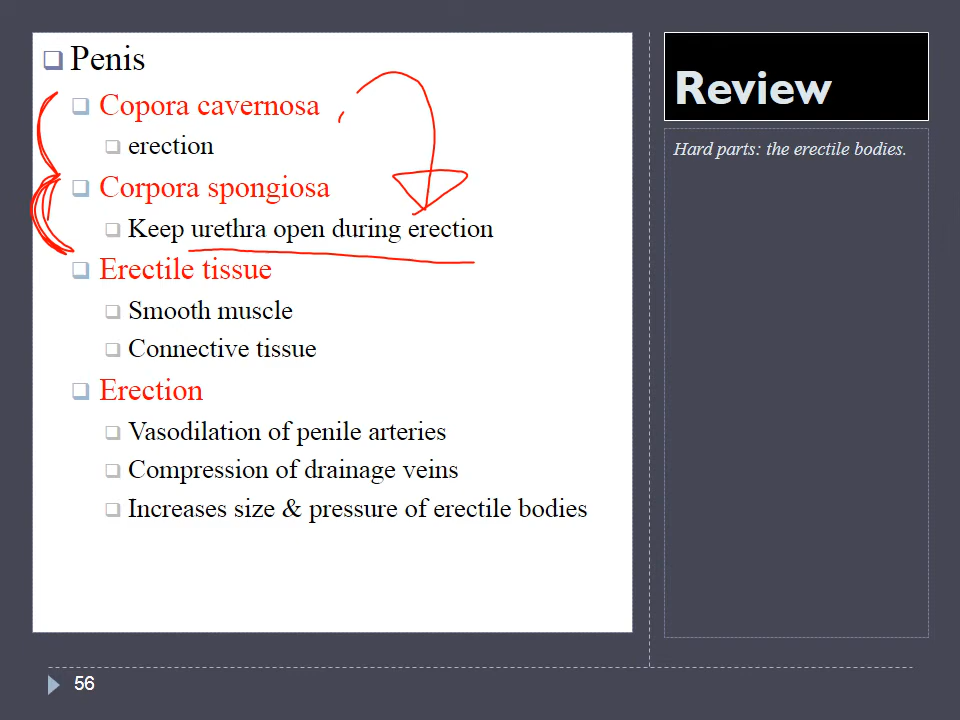 Penis
Copora cavernosa
erection
Corpora spongiosa
Keep urethra open during erection
Erectile tissue
Smooth muscle
Connective tissue
Erection
Vasodilation of penile arteries
Compression of drainage veins
Increases size & pressure of erectile bodies
Review
Hard parts: the erectile bodies.
56